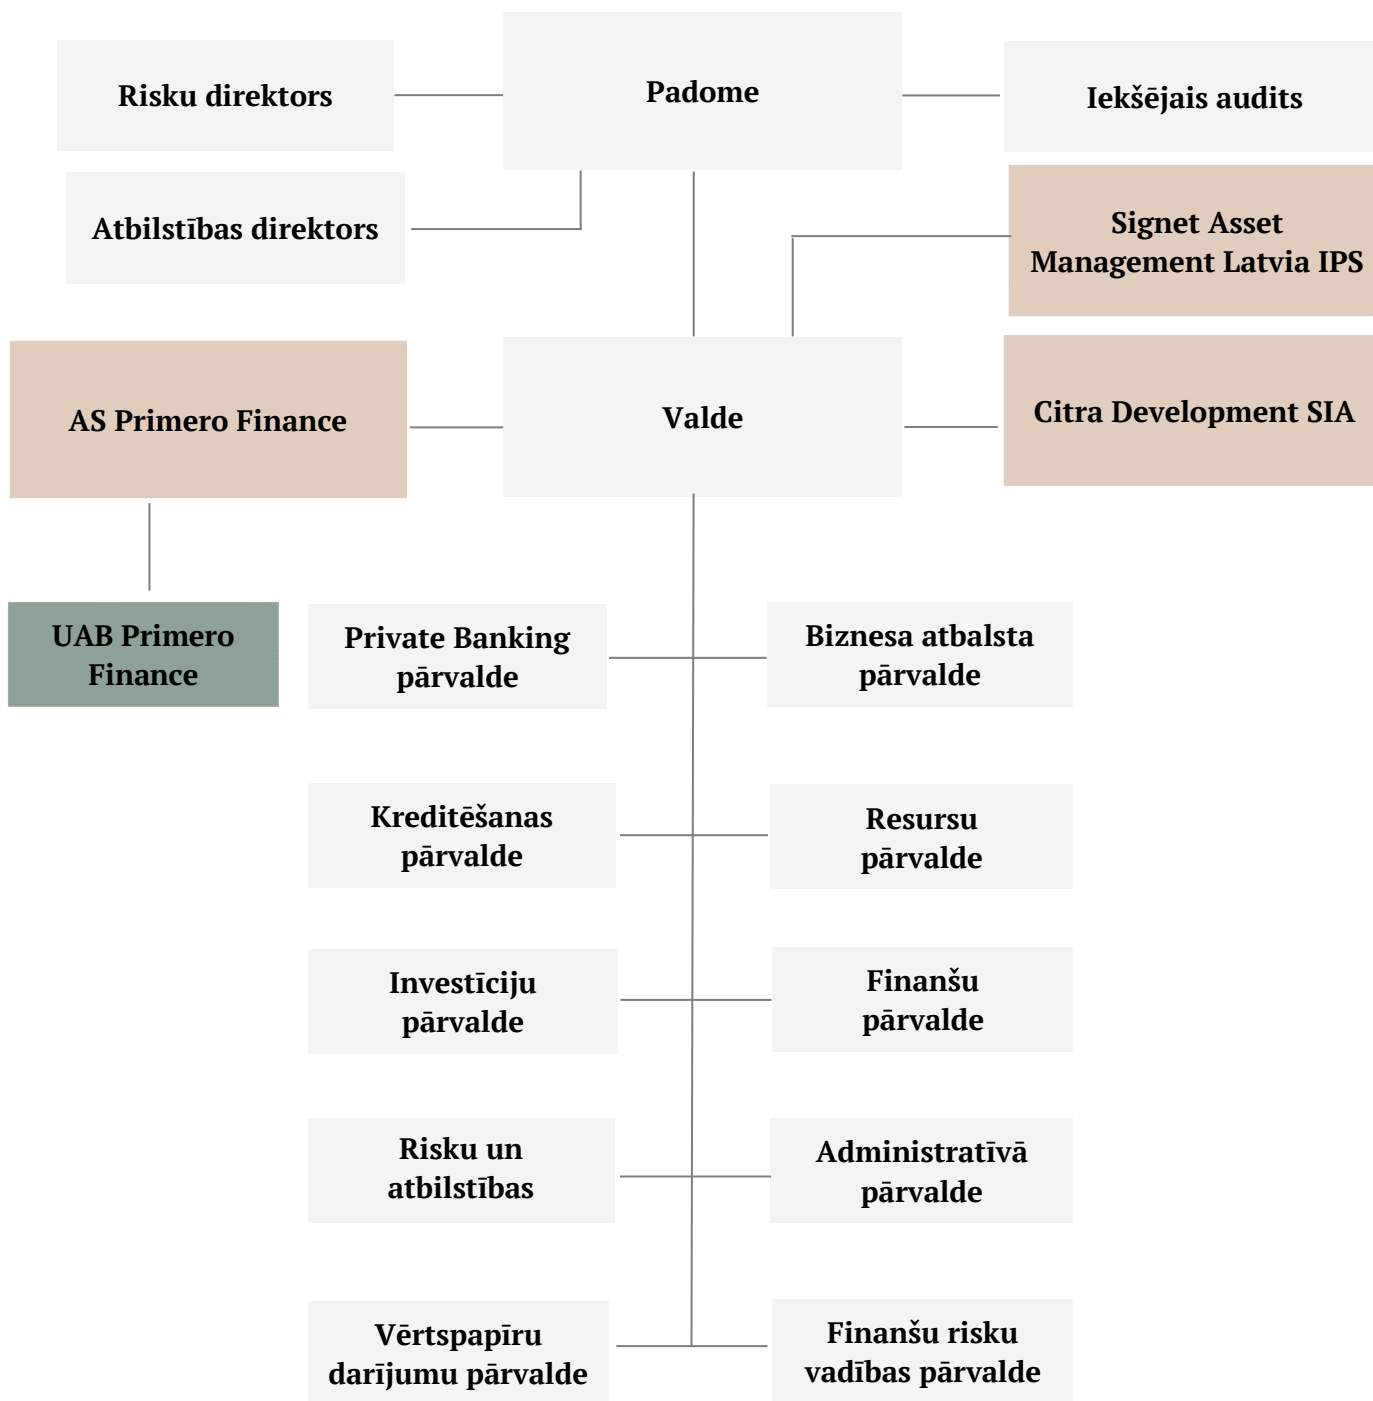 Risku direktors
Padome
Iekšējais audits
Atbilstības direktors
Signet Asset
Management Latvia IPS
AS Primero Finance
Valde
Citra Development SIA
UAB Primero
Finance
Private Banking
pārvalde
Biznesa atbalsta
pārvalde
Kreditēšanas
pārvalde
Resursu
pārvalde
Investīciju
pārvalde
Finanšu
pārvalde
Risku un
atbilstības
Administratīvā
pārvalde
Vērtspapīru
darījumu pārvalde
Finanšu risku
vadības pārvalde